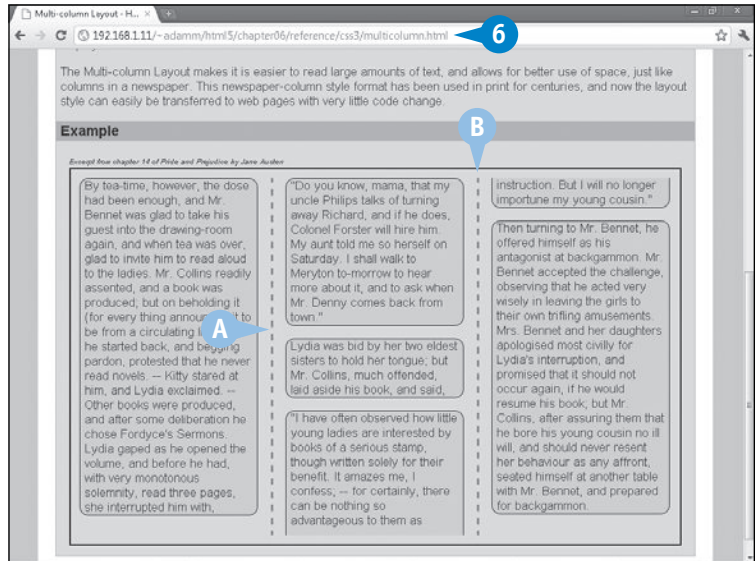 Multi-column Layout - H...
192.168.1.11/~adamm/html5/chapter06/reference/css3/multicolumn.html
6
The Multi-column Layout makes it is easier to read large amounts of text, and allows for better use of space, just like
columns in a newspaper. This newspaper-column style format has been used in print for centuries, and now the layout
style can easily be transferred to web pages with very little code change.
Example
B
Excerpt from chapter 14 of Pride and Prejudice by Jane Austen
By tea-time, however, the dose
had been enough, and Mr.
Bennet was glad to take his
guest into the drawing-room
again, and when tea was over,
glad to invite him to read aloud
to the ladies. Mr. Collins readily
assented, and a book was
produced; but on beholding it
(for every thing announ it to
be from a circulating l
he started back, and begging
pardon, protested that he never
read novels. -- Kitty stared at
him, and Lydia exclaimed. --
Other books were produced,
and after some deliberation he
chose Fordyce's Sermons.
Lydia gaped as he opened the
volume, and before he had,
with very monotonous
solemnity, read three pages,
she interrupted him with,
A
"Do you know, mama, that my
uncle Philips talks of turning
away Richard, and if he does,
Colonel Forster will hire him.
My aunt told me so herself on
Saturday. I shall walk to
Meryton to-morrow to hear
more about it, and to ask when
Mr. Denny comes back from
town."
Lydia was bid by her two eldest
sisters to hold her tongue; but
Mr. Collins, much offended,
laid aside his book, and said,
"I have often observed how little
young ladies are interested by
books of a serious stamp,
though written solely for their
benefit. It amazes me, I
confess; -- for certainly, there
can be nothing so
advantageous to them as
instruction. But I will no longer
importune my young cousin."
Then turning to Mr. Bennet, he
offered himself as his
antagonist at backgammon. Mr.
Bennet accepted the challenge,
observing that he acted very
wisely in leaving the girls to
their own trifling amusements.
Mrs. Bennet and her daughters
apologised most civilly for
Lydia's interruption, and
promised that it should not
occur again, if he would
resume his book; but Mr.
Collins, after assuring them that
he bore his young cousin no ill
will, and should never resent
her behaviour as any affront,
seated himself at another table
with Mr. Bennet, and prepared
for backgammon.